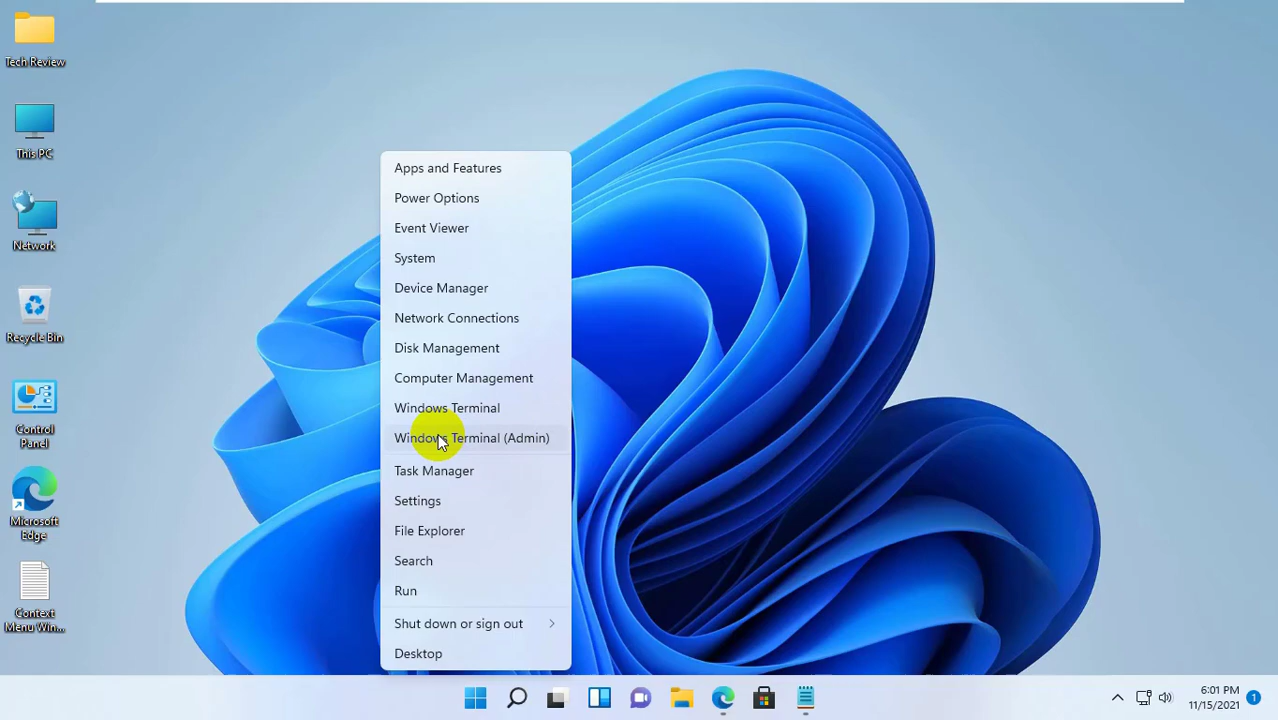 Tech Review
This PC
Network
Recycle Bin
Control
Panel
Microsoft
Edge
Context
Menu Win...
Apps and Features
Power Options
Event Viewer
System
Device Manager
Network Connections
Disk Management
Computer Management
Windows Terminal
Windows Terminal (Admin)
Task Manager
Settings
File Explorer
Search
Run
Shut down or sign out
Desktop
6:01 PM
11/15/2021
1